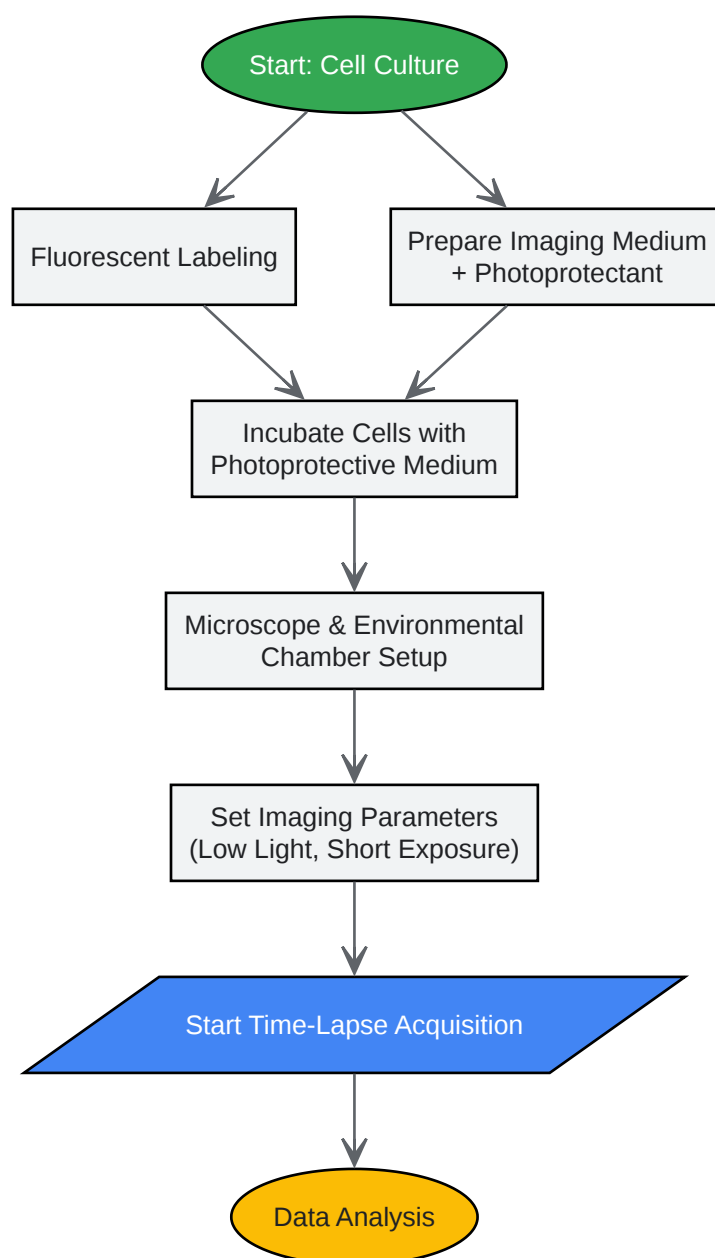 Start: Cell Culture
Fluorescent Labeling
Prepare Imaging Medium
+ Photoprotectant
Incubate Cells with
Photoprotective Medium
Microscope & Environmental
Chamber Setup
Set Imaging Parameters
(Low Light, Short Exposure)
Start Time-Lapse Acquisition
Data Analysis